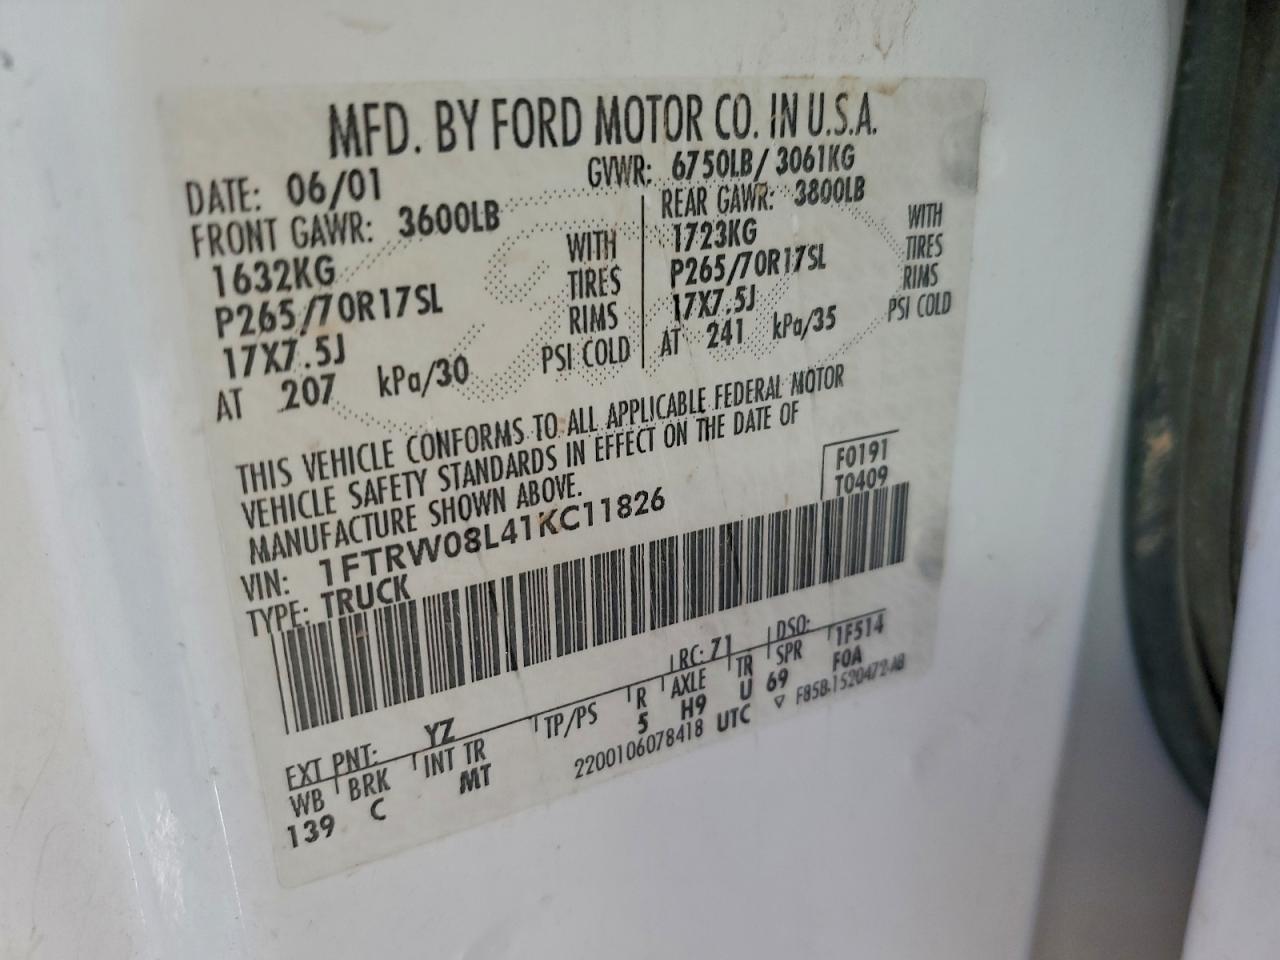 MFD. BY FORD MOTOR CO. IN U.S.A.
DATE: 06/01 GVWR: 6750LB/ 3061KG
FRONT GAWR: 3600LB REAR GAWR: 3800LB
1632KG WITH 1723KG WITH
P265/70R17SL TIRES P265/70R17SL TIRES
17X7.5J RIMS 17X7.5J RIMS
AT 207 kPa/30 PSI COLD AT 241 kPa/35 PSI COLD
THIS VEHICLE CONFORMS TO ALL APPLICABLE FEDERAL MOTOR
VEHICLE SAFETY STANDARDS IN EFFECT ON THE DATE OF
MANUFACTURE SHOWN ABOVE.
F0191
T0409
VIN: 1FTRW08L41KC11826
TYPE: TRUCK
EXT PNT: YZ RC: 71 DSO: 1F514
WB BRK INT TR TP/PS R AXLE TR SPR F0A
139 C MT 5 H9 U 69
2200106078418 UTC ▽ F85B-1520472-AB